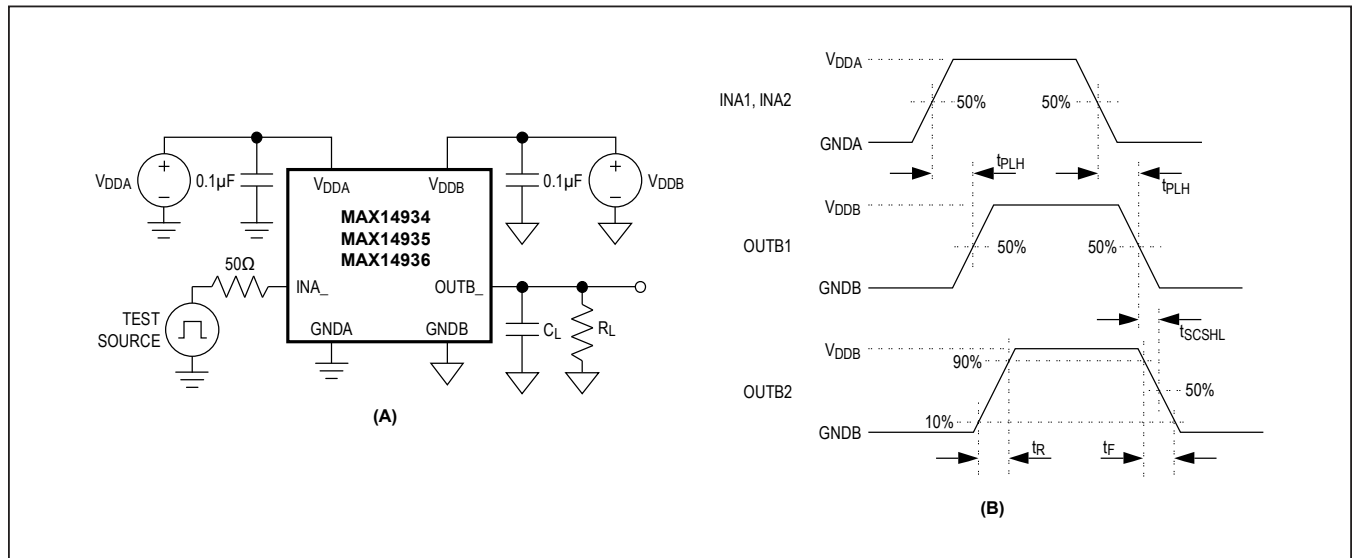 VDDA
0.1µF
VDDA
VDDB
0.1µF
VDDB
MAX14934
MAX14935
MAX14936
50Ω
INA_
OUTB_
TEST
SOURCE
GNDA
GNDB
CL
RL
(A)
VDDA
INA1, INA2
50%
50%
GNDA
tPLH
tPLH
VDDB
OUTB1
50%
50%
GNDB
tSCSHL
VDDB
90%
OUTB2
50%
10%
GNDB
tR
tF
(B)